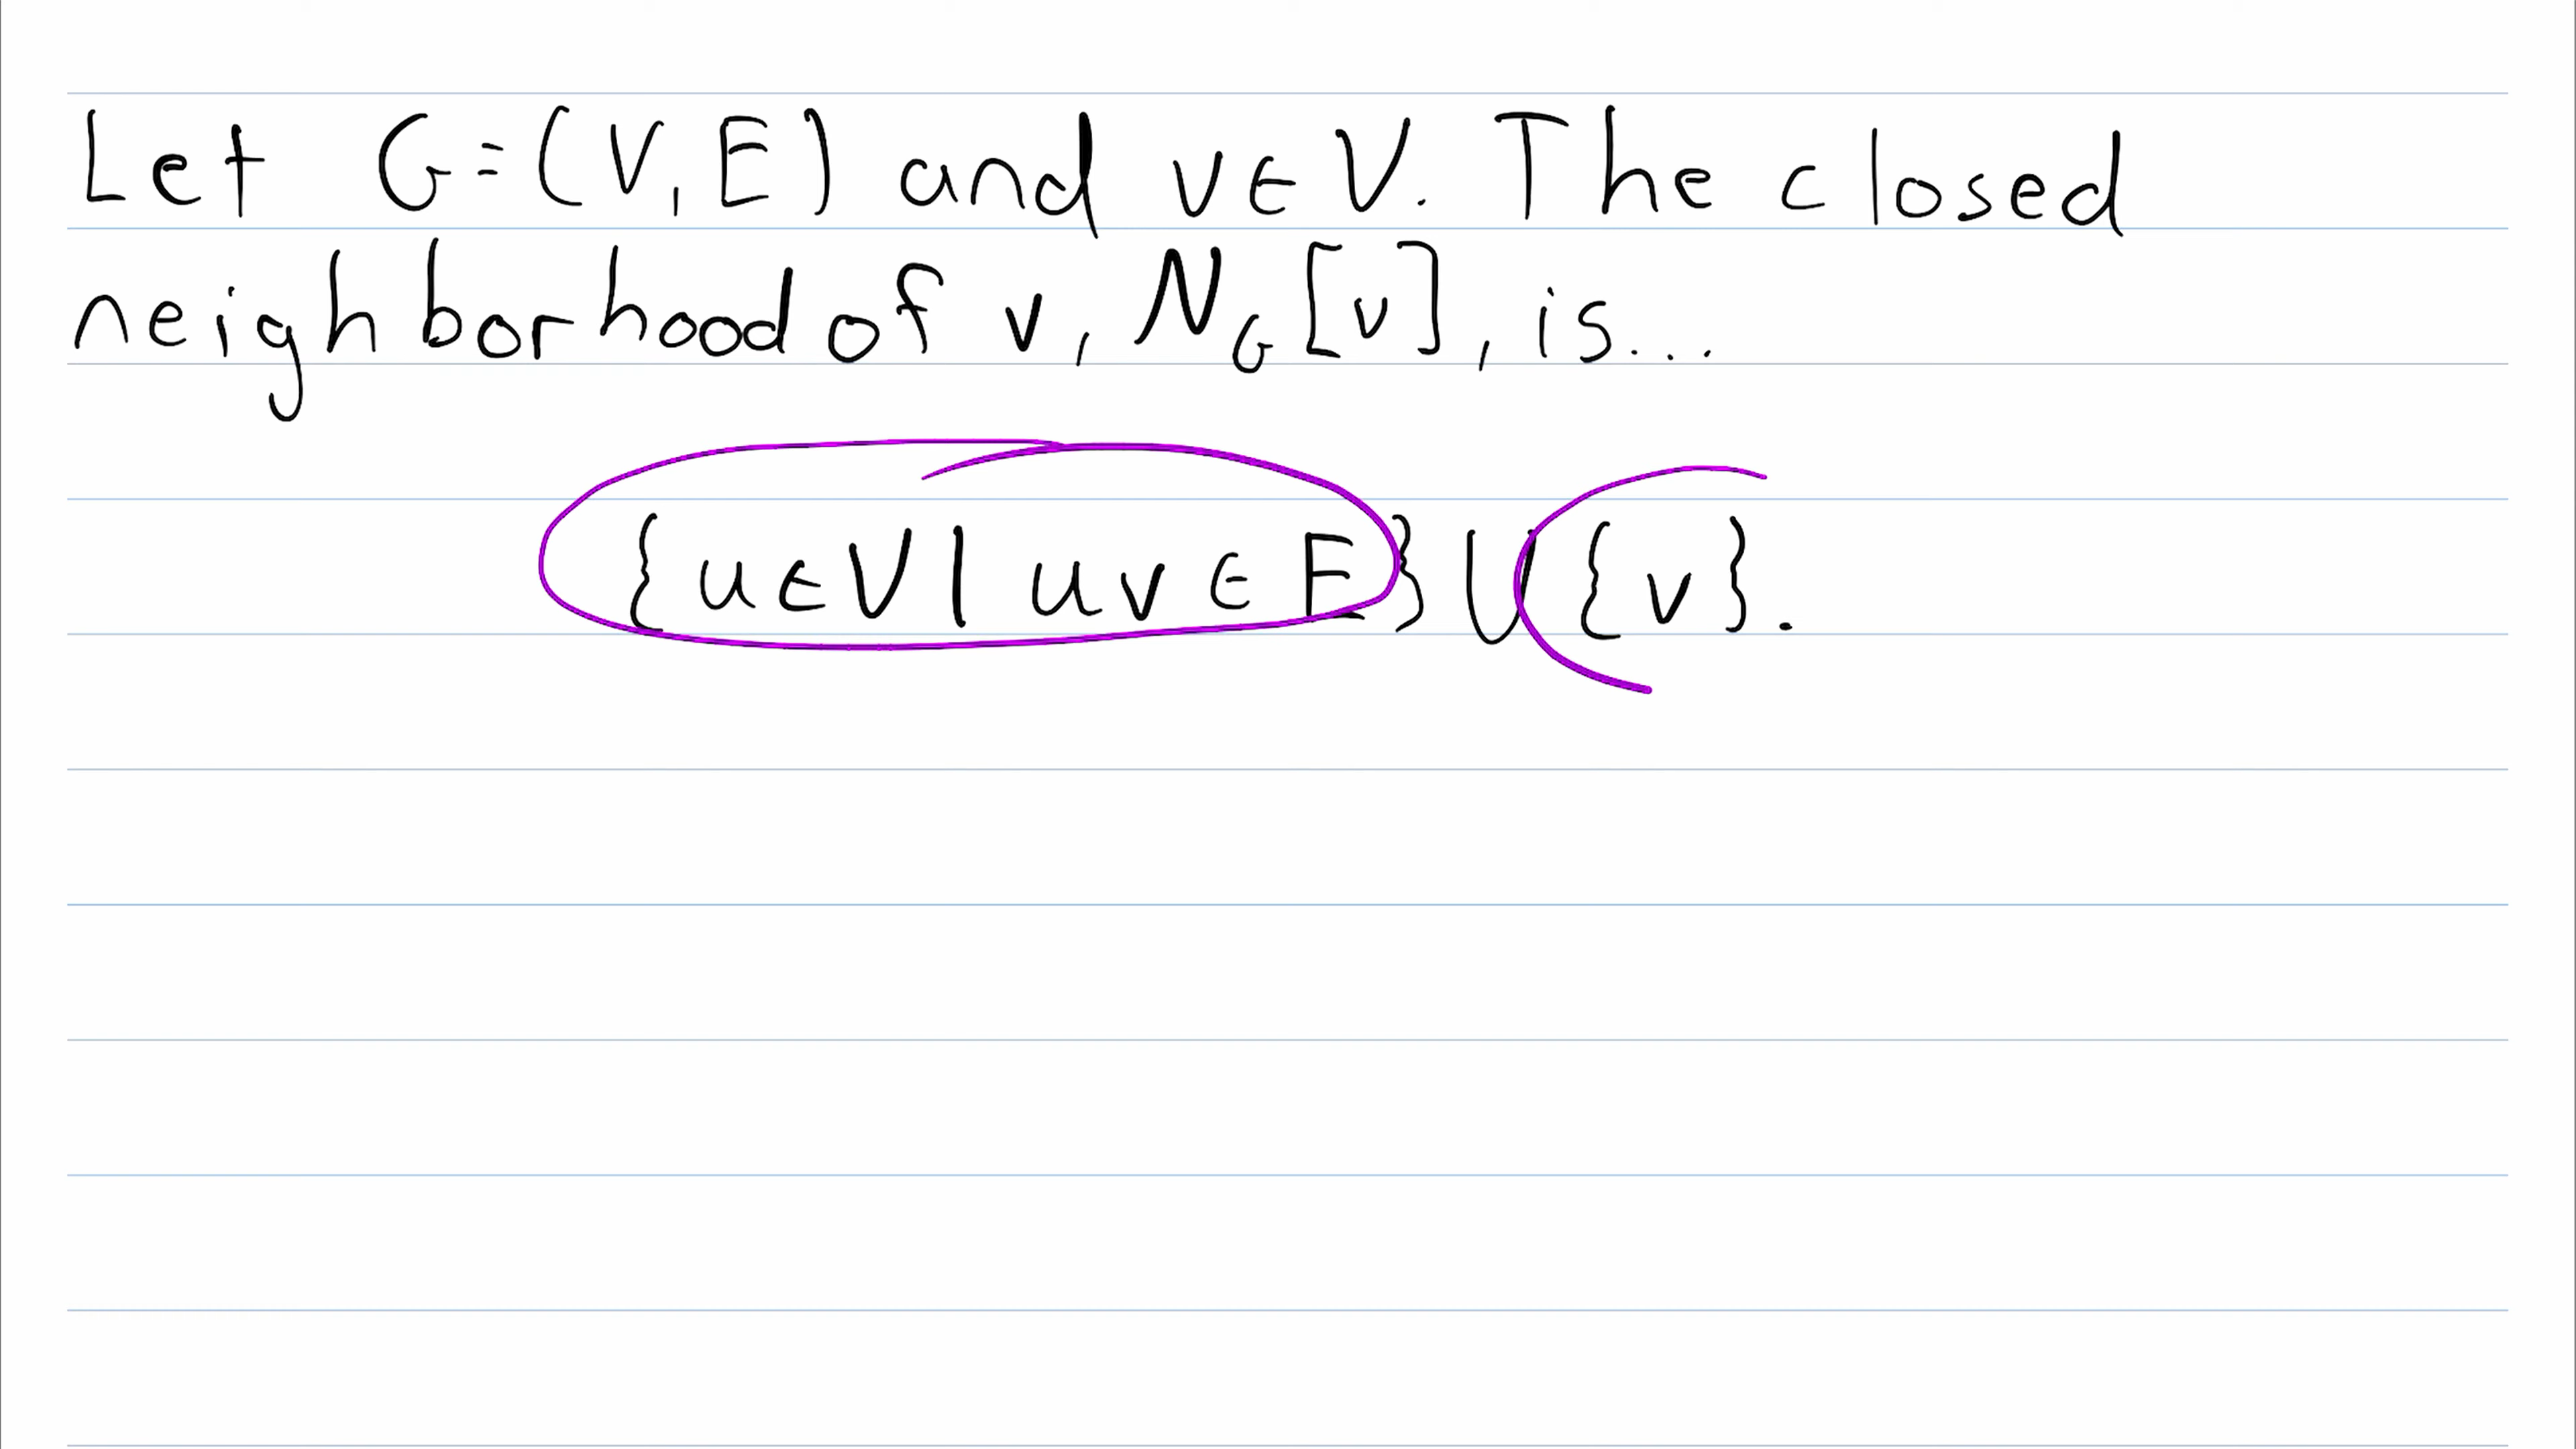 Let G=(V,E) and v∈V. The closed
neighborhood of v, N_G[v], is...
{u∈V | uv∈E} ∪ {v}.